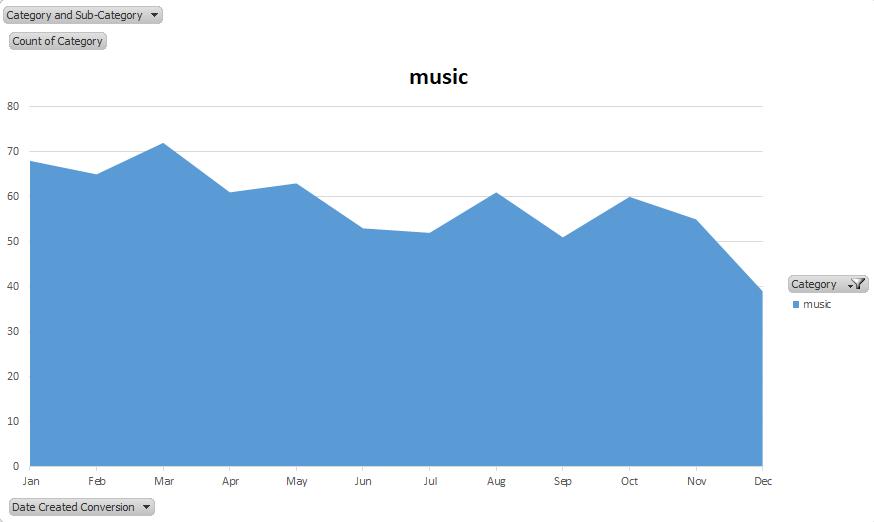 Category and Sub-Category
Count of Category
music
80
70
60
50
40
30
20
10
0
Jan Feb Mar Apr May Jun Jul Aug Sep Oct Nov Dec
Category
music
Date Created Conversion